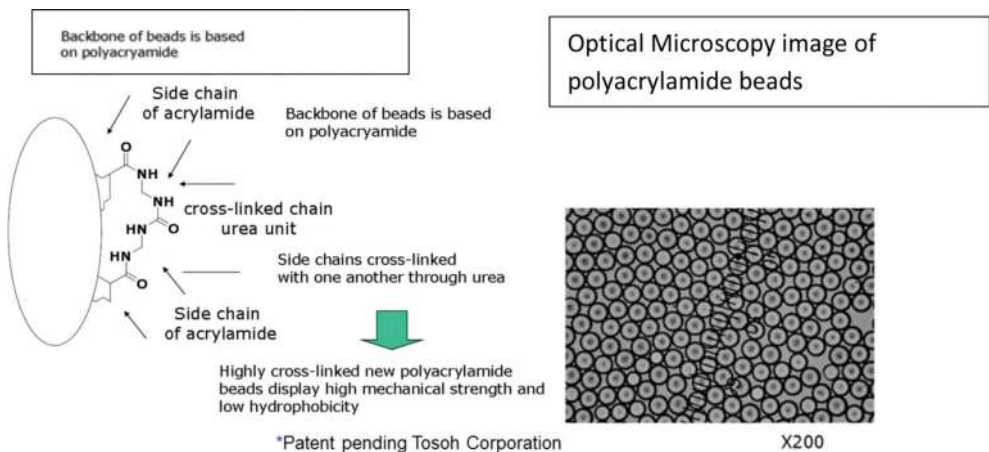 Backbone of beads is based
on polyacryamide
Optical Microscopy image of
polyacrylamide beads
Side chain
of acrylamide
Backbone of beads is based
on polyacryamide
O
NH
NH
cross-linked chain
urea unit
HN
O
HN
O
Side chains cross-linked
with one another through urea
Side chain
of acrylamide
Highly cross-linked new polyacrylamide
beads display high mechanical strength and
low hydrophobicity
*Patent pending Tosoh Corporation
X200